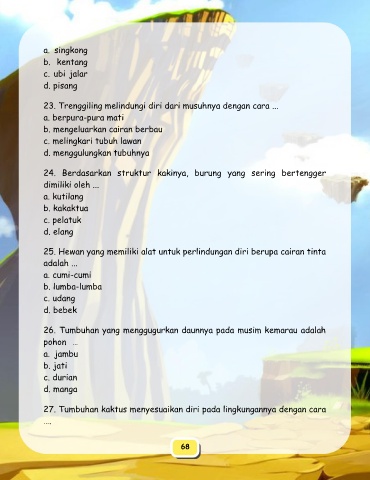 a. singkong
b. kentang
c. ubi jalar
d. pisang
23. Trenggiling melindungi diri dari musuhnya dengan cara ...
a. berpura-pura mati
b. mengeluarkan cairan berbau
c. melingkari tubuh lawan
d. menggulungkan tubuhnya
24. Berdasarkan struktur kakinya, burung yang sering bertengger
dimiliki oleh ....
a. kutilang
b. kakaktua
c. pelatuk
d. elang
25. Hewan yang memiliki alat untuk perlindungan diri berupa cairan tinta
adalah ...
a. cumi-cumi
b. lumba-lumba
c. udang
d. bebek
26. Tumbuhan yang menggugurkan daunnya pada musim kemarau adalah
pohon ...
a. jambu
b. jati
c. durian
d. manga
27. Tumbuhan kaktus menyesuaikan diri pada lingkungannya dengan cara
....
68